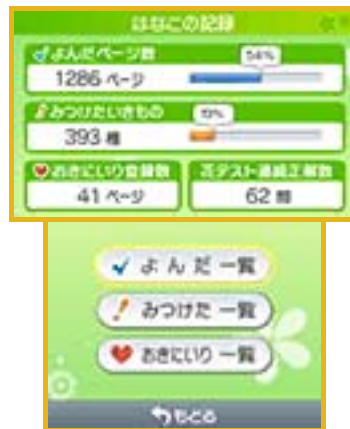 はなこの記録
よんだページ数
54%
1286 ページ
みつけたいきもの
393 種
おきにいり登録数
花テスト連続正解数
41 ページ
62 問
よんだ一覧
みつけた一覧
おきにいり一覧
もどる